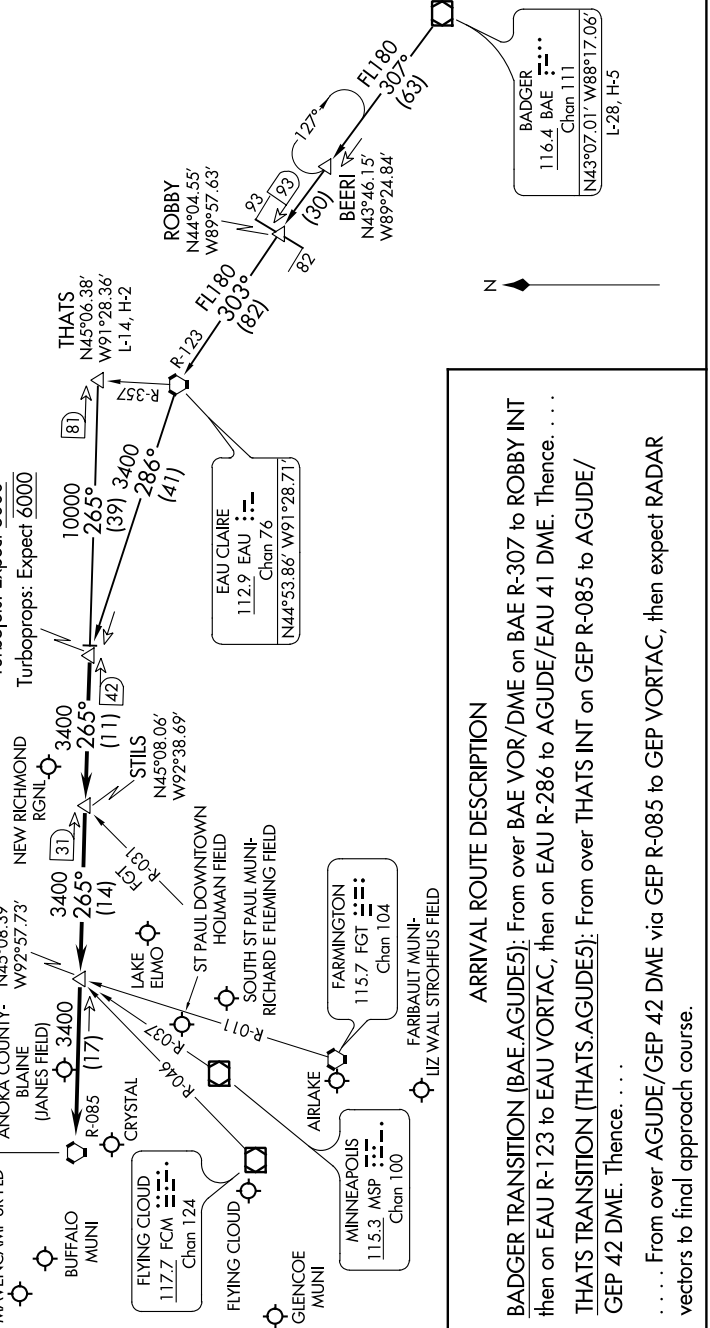 Turboprops: Expect 6000
NEW RICHMOND
RGNL
W92°57.73'
ANOKA COUNTY-
BLAINE
(JANES FIELD)
BUFFALO
MUNI
R-085
CRYSTAL
3400
(17)
3400
265°
(14)
31
3400
265°
(11)
42
STILS
N45°08.06'
W92°38.69'
10000
265°
(39)
81
THATS
N45°06.38'
W91°28.36'
L-14, H-2
R-357
3400
286°
(41)
EAU CLAIRE
112.9 EAU
Chan 76
N44°53.86' W91°28.71'
R-123
FL180
303°
(82)
ROBBY
N44°04.55'
W89°57.63'
93
93
82
(30)
BEERI
N43°46.15'
W89°24.84'
127°
FL180
307°
(63)
BADGER
116.4 BAE
Chan 111
N43°07.01' W88°17.06'
L-28, H-5
N
FGT
R-031
LAKE
ELMO
ST PAUL DOWNTOWN
HOLMAN FIELD
SOUTH ST PAUL MUNI-
RICHARD E FLEMING FIELD
R-046
R-037
R-011
FLYING CLOUD
117.7 FCM
Chan 124
FLYING CLOUD
GLENCOE
MUNI
MINNEAPOLIS
115.3 MSP
Chan 100
AIRLAKE
FARMINGTON
115.7 FGT
Chan 104
FARIBAULT MUNI-
LIZ WALL STROHFUS FIELD
ARRIVAL ROUTE DESCRIPTION
BADGER TRANSITION (BAE.AGUDE5): From over BAE VOR/DME on BAE R-307 to ROBBY INT
then on EAU R-123 to EAU VORTAC, then on EAU R-286 to AGUDE/EAU 41 DME. Thence. . . .
THATS TRANSITION (THATS.AGUDE5): From over THATS INT on GEP R-085 to AGUDE/
GEP 42 DME. Thence. . . .
. . . . From over AGUDE/GEP 42 DME via GEP R-085 to GEP VORTAC, then expect RADAR
vectors to final approach course.